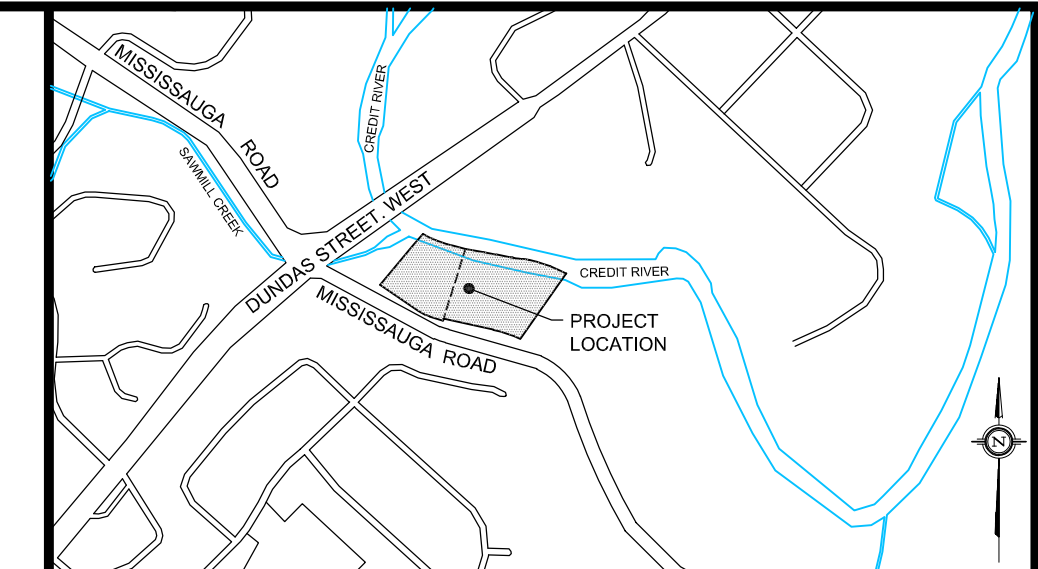 MISSISSAUGA
ROAD
SAWMILL CREEK
CREDIT RIVER
DUNDAS STREET. WEST
MISSISSAUGA ROAD
CREDIT RIVER
PROJECT
LOCATION
N